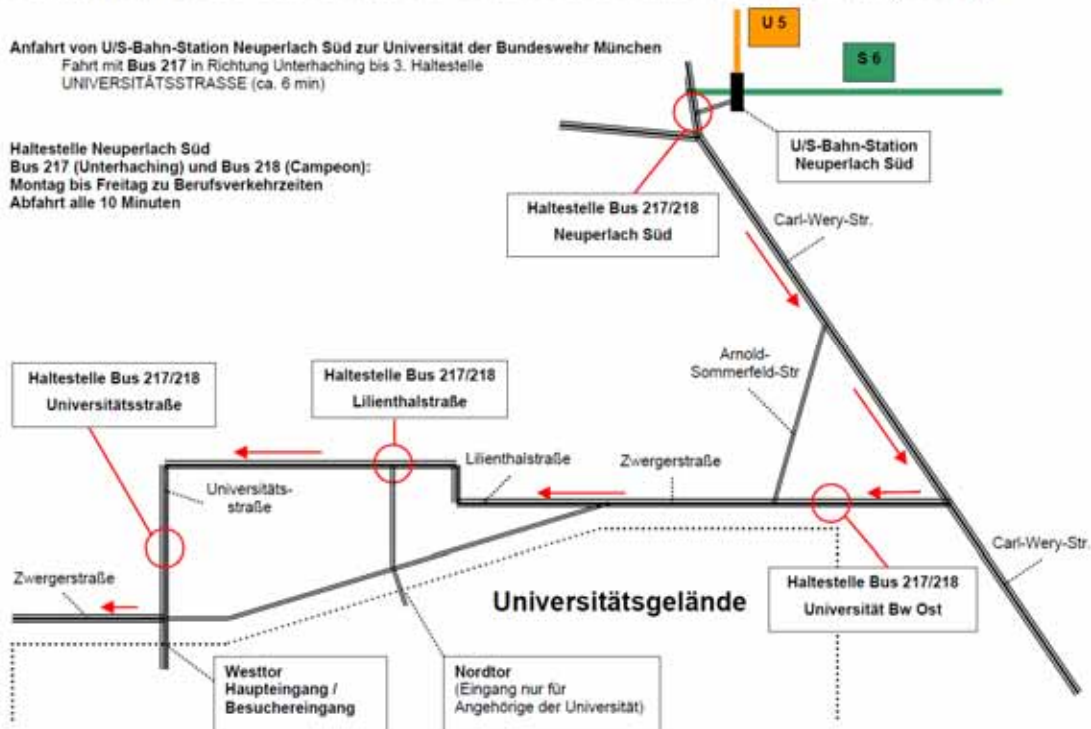 Anfahrt von U/S-Bahn-Station Neuperlach Süd zur Universität der Bundeswehr München
Fahrt mit Bus 217 in Richtung Unterhaching bis 3. Haltestelle
UNIVERSITÄTSSTRASSE (ca. 6 min)
U 5
S 6
Haltestelle Neuperlach Süd
Bus 217 (Unterhaching) und Bus 218 (Campeon):
Montag bis Freitag zu Berufsverkehrzeiten
Abfahrt alle 10 Minuten
U/S-Bahn-Station
Neuperlach Süd
Haltestelle Bus 217/218
Neuperlach Süd
Carl-Wery-Str.
Haltestelle Bus 217/218
Universitätsstraße
Haltestelle Bus 217/218
Lilienthalstraße
Arnold-
Sommerfeld-Str
Universitäts-
straße
Lilienthalstraße
Zwergerstraße
Carl-Wery-Str.
Zwergerstraße
Universitätsgelände
Haltestelle Bus 217/218
Universität Bw Ost
Westtor
Haupteingang /
Besuchereingang
Nordtor
(Eingang nur für
Angehörige der Universität)